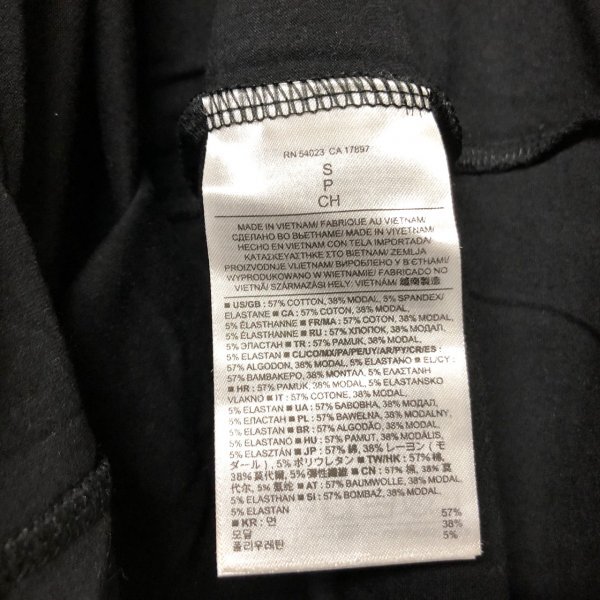 RN 54023 CA 17897
S
P
CH
MADE IN VIETNAM/ FABRIQUE AU VIETNAM/
СДЕЛАНО ВО ВЬЕТНАМЕ/ MADE IN VIYETNAM/
HECHO EN VIETNAM CON TELA IMPORTADA/
ΚΑΤΑΣΚΕΥΑΣΤΗΚΕ ΣΤΟ ΒΙΕΤΝΑΜ/ ZEMLJA
PROIZVODNJE VIJETNAM/ ВИРОБЛЕНО У В'ЄТНАМІ/
WYPRODUKOWANO W WIETNAMIE/ FABRICADO NO
VIETNÃ/ SZÁRMAZÁSI HELY: VIETNÁM/ 越南製造
■ US/GB : 57% COTTON, 38% MODAL, 5% SPANDEX/
ELASTANE ■ CA : 57% COTTON, 38% MODAL,
5% ÉLASTHANNE ■ FR/MA : 57% COTON, 38% MODAL,
5% ÉLASTHANNE ■ RU : 57% ХЛОПОК, 38% МОДАЛ,
5% ЭЛАСТАН ■ TR : 57% PAMUK, 38% MODAL,
5% ELASTAN ■ CL/CO/MX/PA/PE/UY/AR/PY/CR/ES :
57% ALGODON, 38% MODAL, 5% ELASTANO ■ EL/CY :
57% ΒΑΜΒΑΚΕΡΟ, 38% ΜΟΝΤΑΛ, 5% ΕΛΑΣΤΑΝΗ
■ HR : 57% PAMUK, 38% MODAL, 5% ELASTANSKO
VLAKNO ■ IT : 57% COTONE, 38% MODAL,
5% ELASTAN ■ UA : 57% БАВОВНА, 38% МОДАЛ,
5% ЕЛАСТАН ■ PL : 57% BAWEŁNA, 38% MODALNY,
5% ELASTAN ■ BR : 57% ALGODÃO, 38% MODAL,
5% ELASTANO ■ HU : 57% PAMUT, 38% MODÁLIS,
5% ELASZTÁN ■ JP : 57% 綿, 38% レーヨン (モ
ダール) , 5% ポリウレタン ■ TW/HK : 57% 棉,
38% 莫代爾, 5% 彈性纖維 ■ CN : 57% 棉, 38% 莫
代尔, 5% 氨纶 ■ AT : 57% BAUMWOLLE, 38% MODAL,
5% ELASTHAN ■ SI : 57% BOMBAŽ, 38% MODAL,
5% ELASTAN
■ KR : 면 57%
모달 38%
폴리우레탄 5%